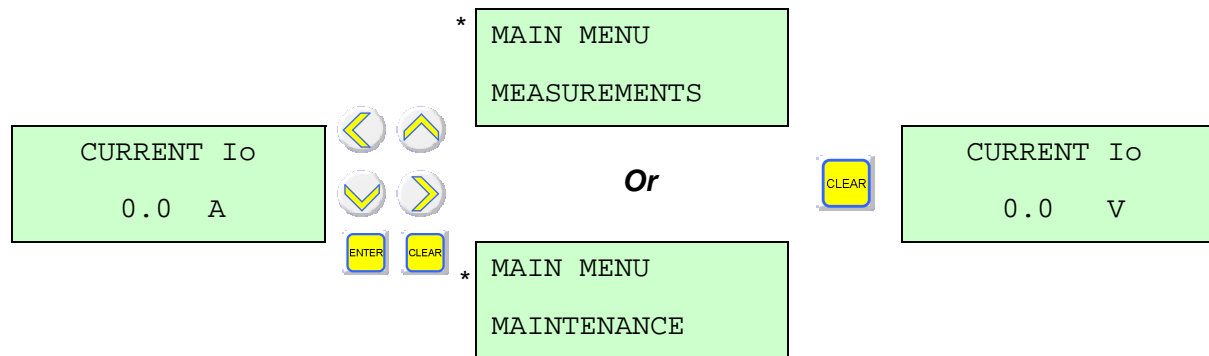 *
MAIN MENU
MEASUREMENTS
CURRENT Io
0.0 A
ENTER
CLEAR
Or
*
MAIN MENU
MAINTENANCE
CLEAR
CURRENT Io
0.0 V